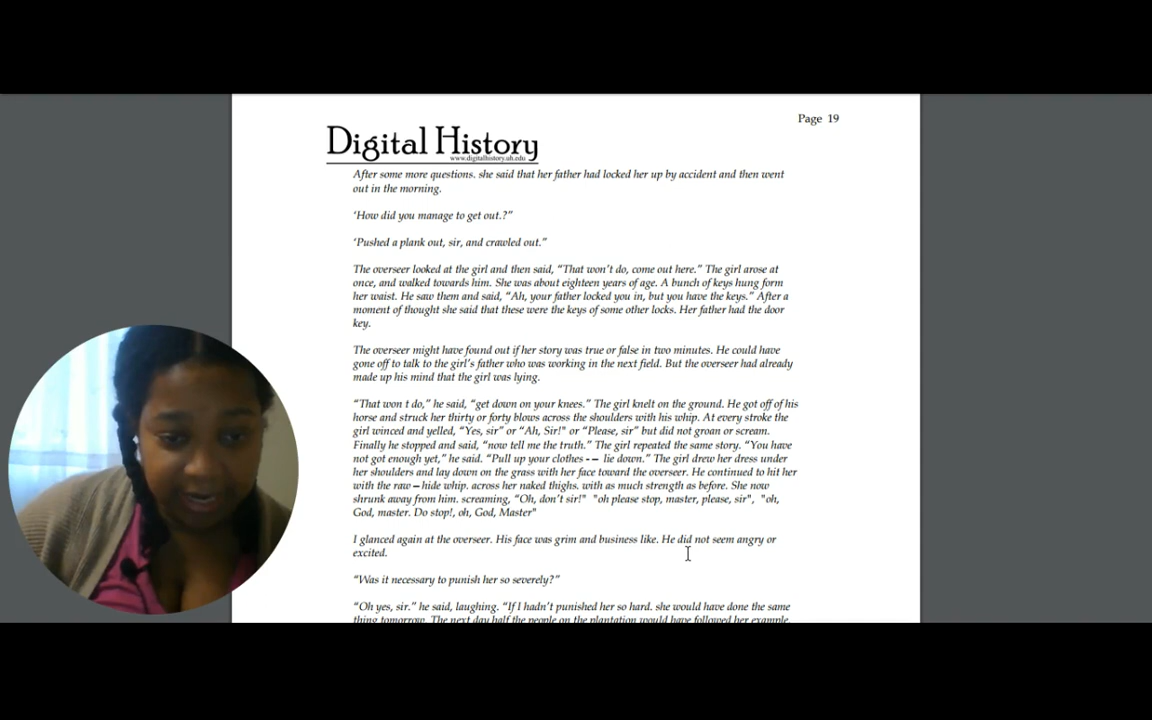 Page 19
Digital History
www.digitalhistory.uh.edu
After some more questions. she said that her father had locked her up by accident and then went
out in the morning.
‘How did you manage to get out.?”
‘Pushed a plank out, sir, and crawled out.”
The overseer looked at the girl and then said, “That won’t do, come out here.” The girl arose at
once, and walked towards him. She was about eighteen years of age. A bunch of keys hung form
her waist. He saw them and said, “Ah, your father locked you in, but you have the keys.” After a
moment of thought she said that these were the keys of some other locks. Her father had the door
key.
The overseer might have found out if her story was true or false in two minutes. He could have
gone off to talk to the girl’s father who was working in the next field. But the overseer had already
made up his mind that the girl was lying.
“That won t do,” he said, “get down on your knees.” The girl knelt on the ground. He got off of his
horse and struck her thirty or forty blows across the shoulders with his whip. At every stroke the
girl winced and yelled, “Yes, sir” or “Ah, Sir!" or “Please, sir” but did not groan or scream.
Finally he stopped and said, “now tell me the truth.” The girl repeated the same story. “You have
not got enough yet,” he said. “Pull up your clothes -– lie down.” The girl drew her dress under
her shoulders and lay down on the grass with her face toward the overseer. He continued to hit her
with the raw – hide whip. across her naked thighs. with as much strength as before. She now
shrunk away from him. screaming, “Oh, don’t sir!" "oh please stop, master, please, sir", "oh,
God, master. Do stop!, oh, God, Master"
I glanced again at the overseer. His face was grim and business like. He did not seem angry or
excited.
“Was it necessary to punish her so severely?”
“Oh yes, sir.” he said, laughing. “If I hadn’t punished her so hard. she would have done the same
thing tomorrow. The next day half the people on the plantation would have followed her example.